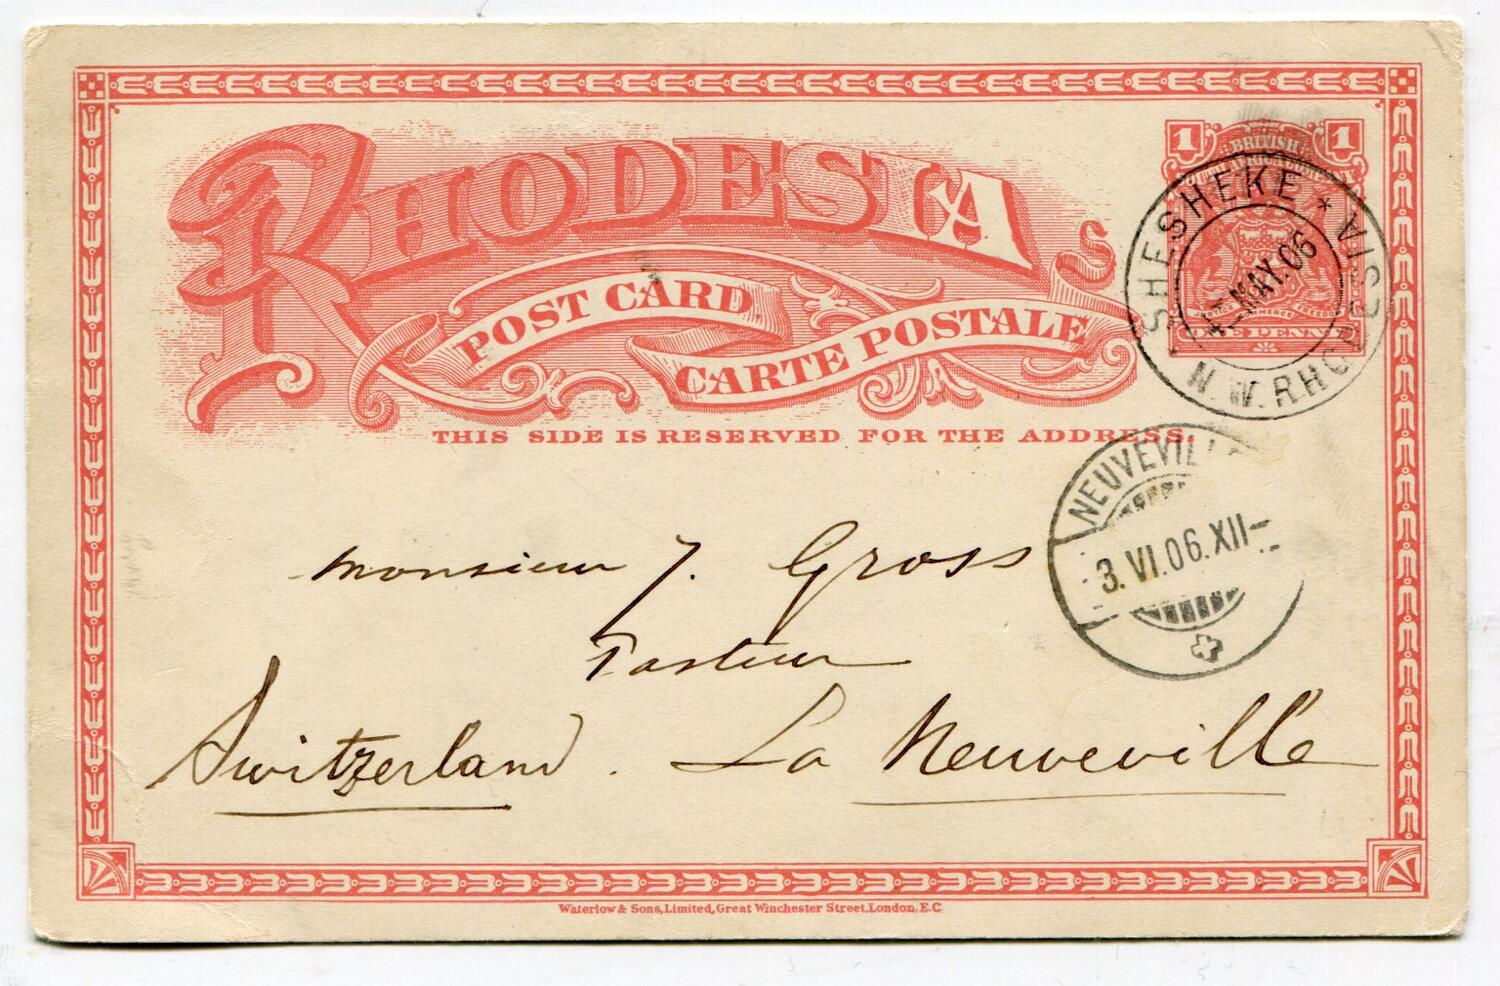 RHODESIA
POST CARD.
CARTE POSTALE
THIS SIDE IS RESERVED FOR THE ADDRESS.
1 1
BRITISH
ONE PENNY
SHESHEKE * N.W. RHODESIA
MAY. 06
NEUVEVILLE
3. VI. 06. XII-
monsieur J. Gross
Pasteur
La Neuveville
Switzerland.
Waterlow & Sons, Limited, Great Winchester Street, London, E.C.